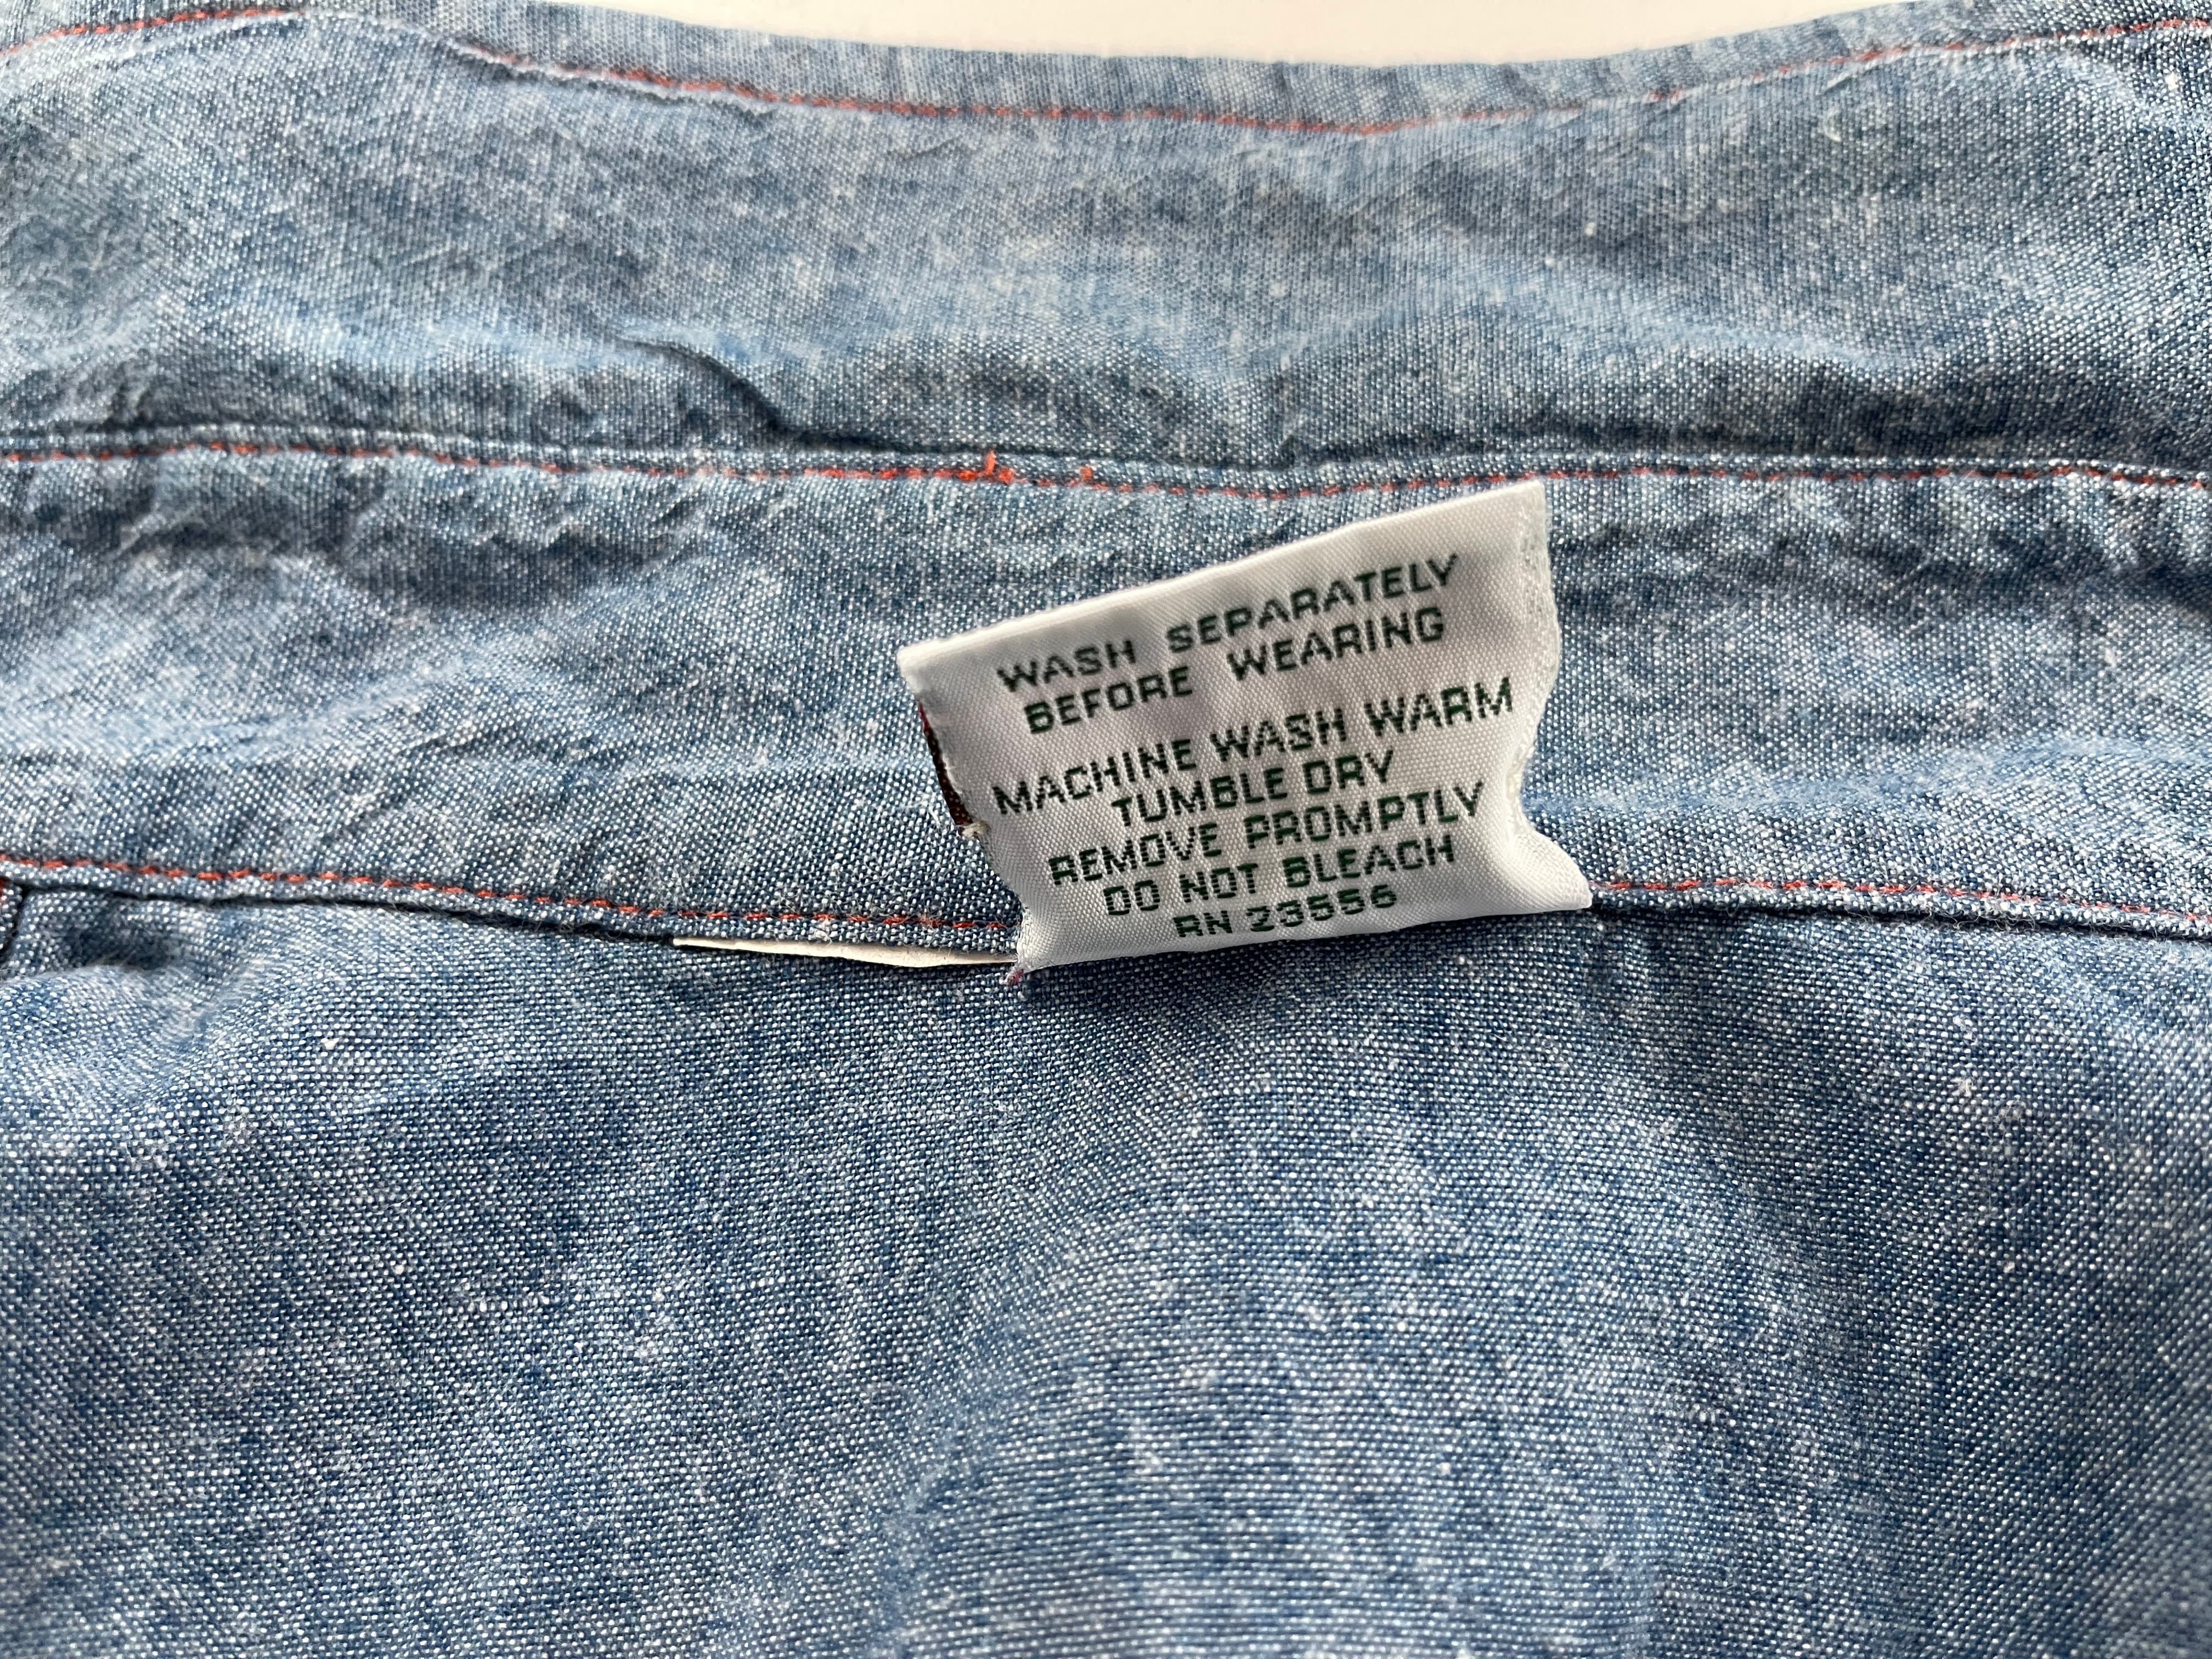 WASH SEPARATELY
BEFORE WEARING
MACHINE WASH WARM
TUMBLE DRY
REMOVE PROMPTLY
DO NOT BLEACH
RN 23556